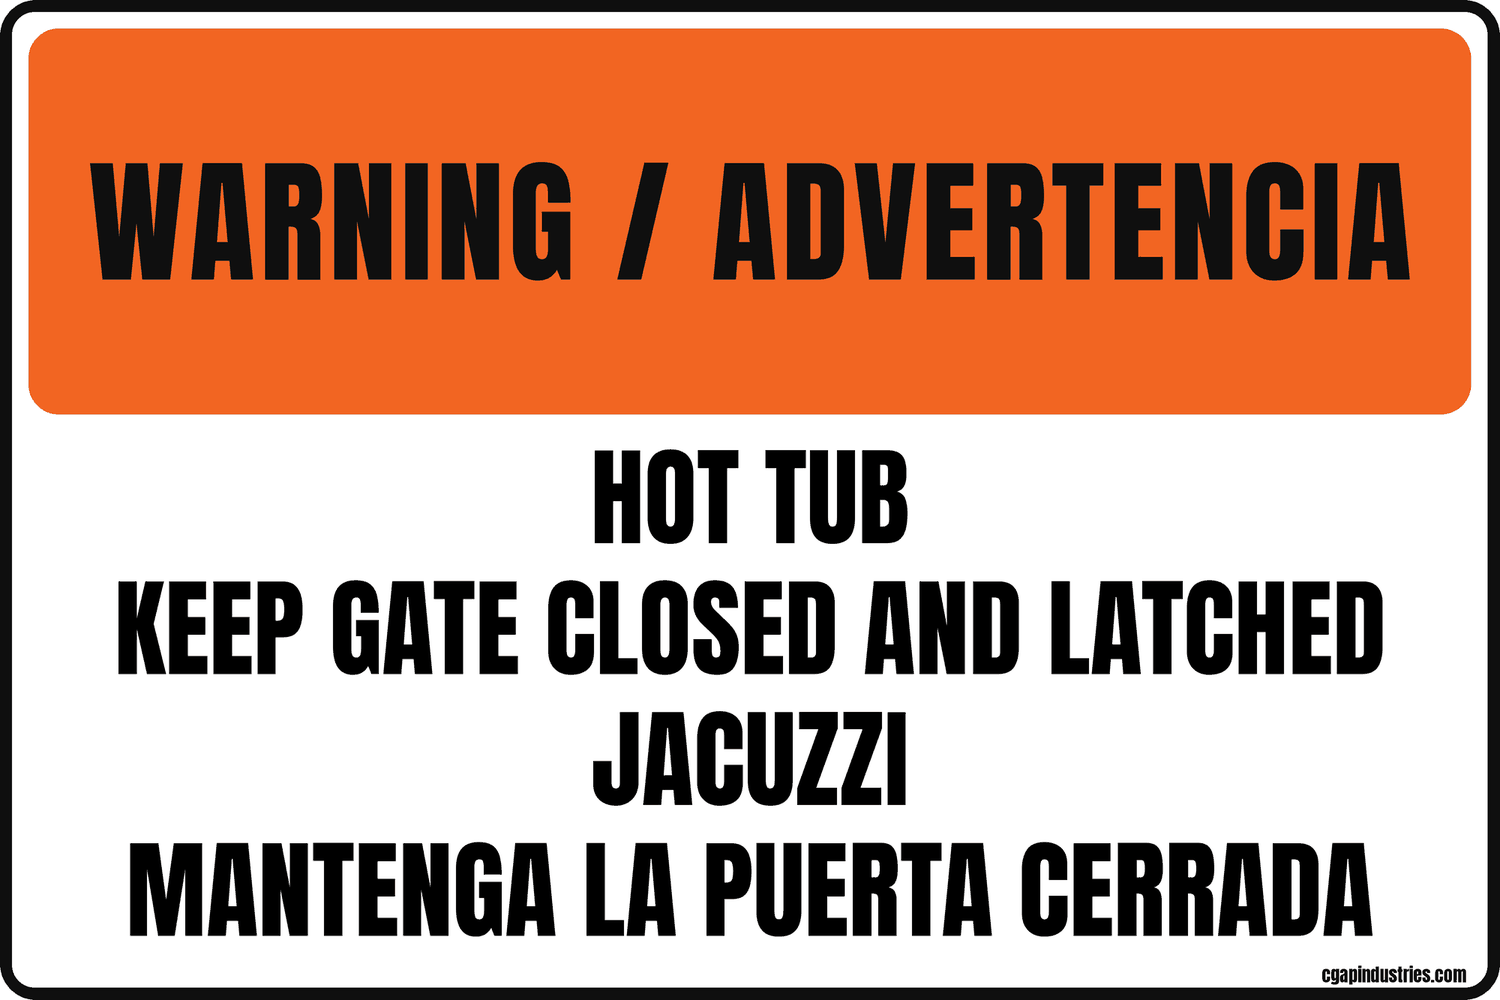 WARNING / ADVERTENCIA
HOT TUB
KEEP GATE CLOSED AND LATCHED
JACUZZI
MANTENGA LA PUERTA CERRADA
cgapindustries.com